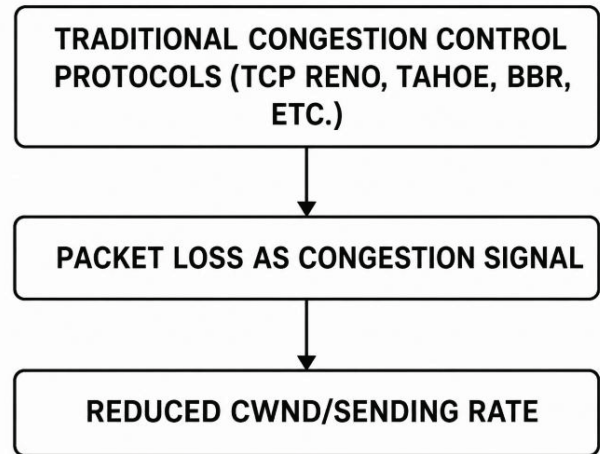 TRADITIONAL CONGESTION CONTROL
PROTOCOLS (TCP RENO, TAHOE, BBR,
ETC.)
PACKET LOSS AS CONGESTION SIGNAL
REDUCED CWND/SENDING RATE